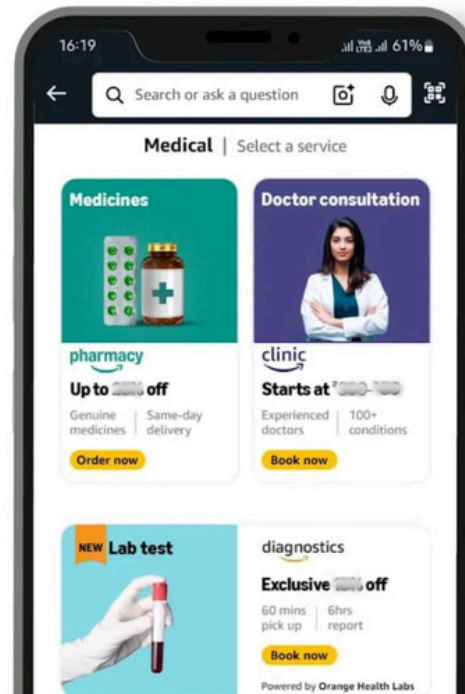 16:19
61%
Search or ask a question
Medical | Select a service
Medicines
pharmacy
Up to off
Genuine medicines
Same-day delivery
Order now
Doctor consultation
clinic
Starts at
Experienced doctors
100+ conditions
Book now
NEW Lab test
diagnostics
Exclusive off
60 mins pick up
6hrs report
Book now
Powered by Orange Health Labs